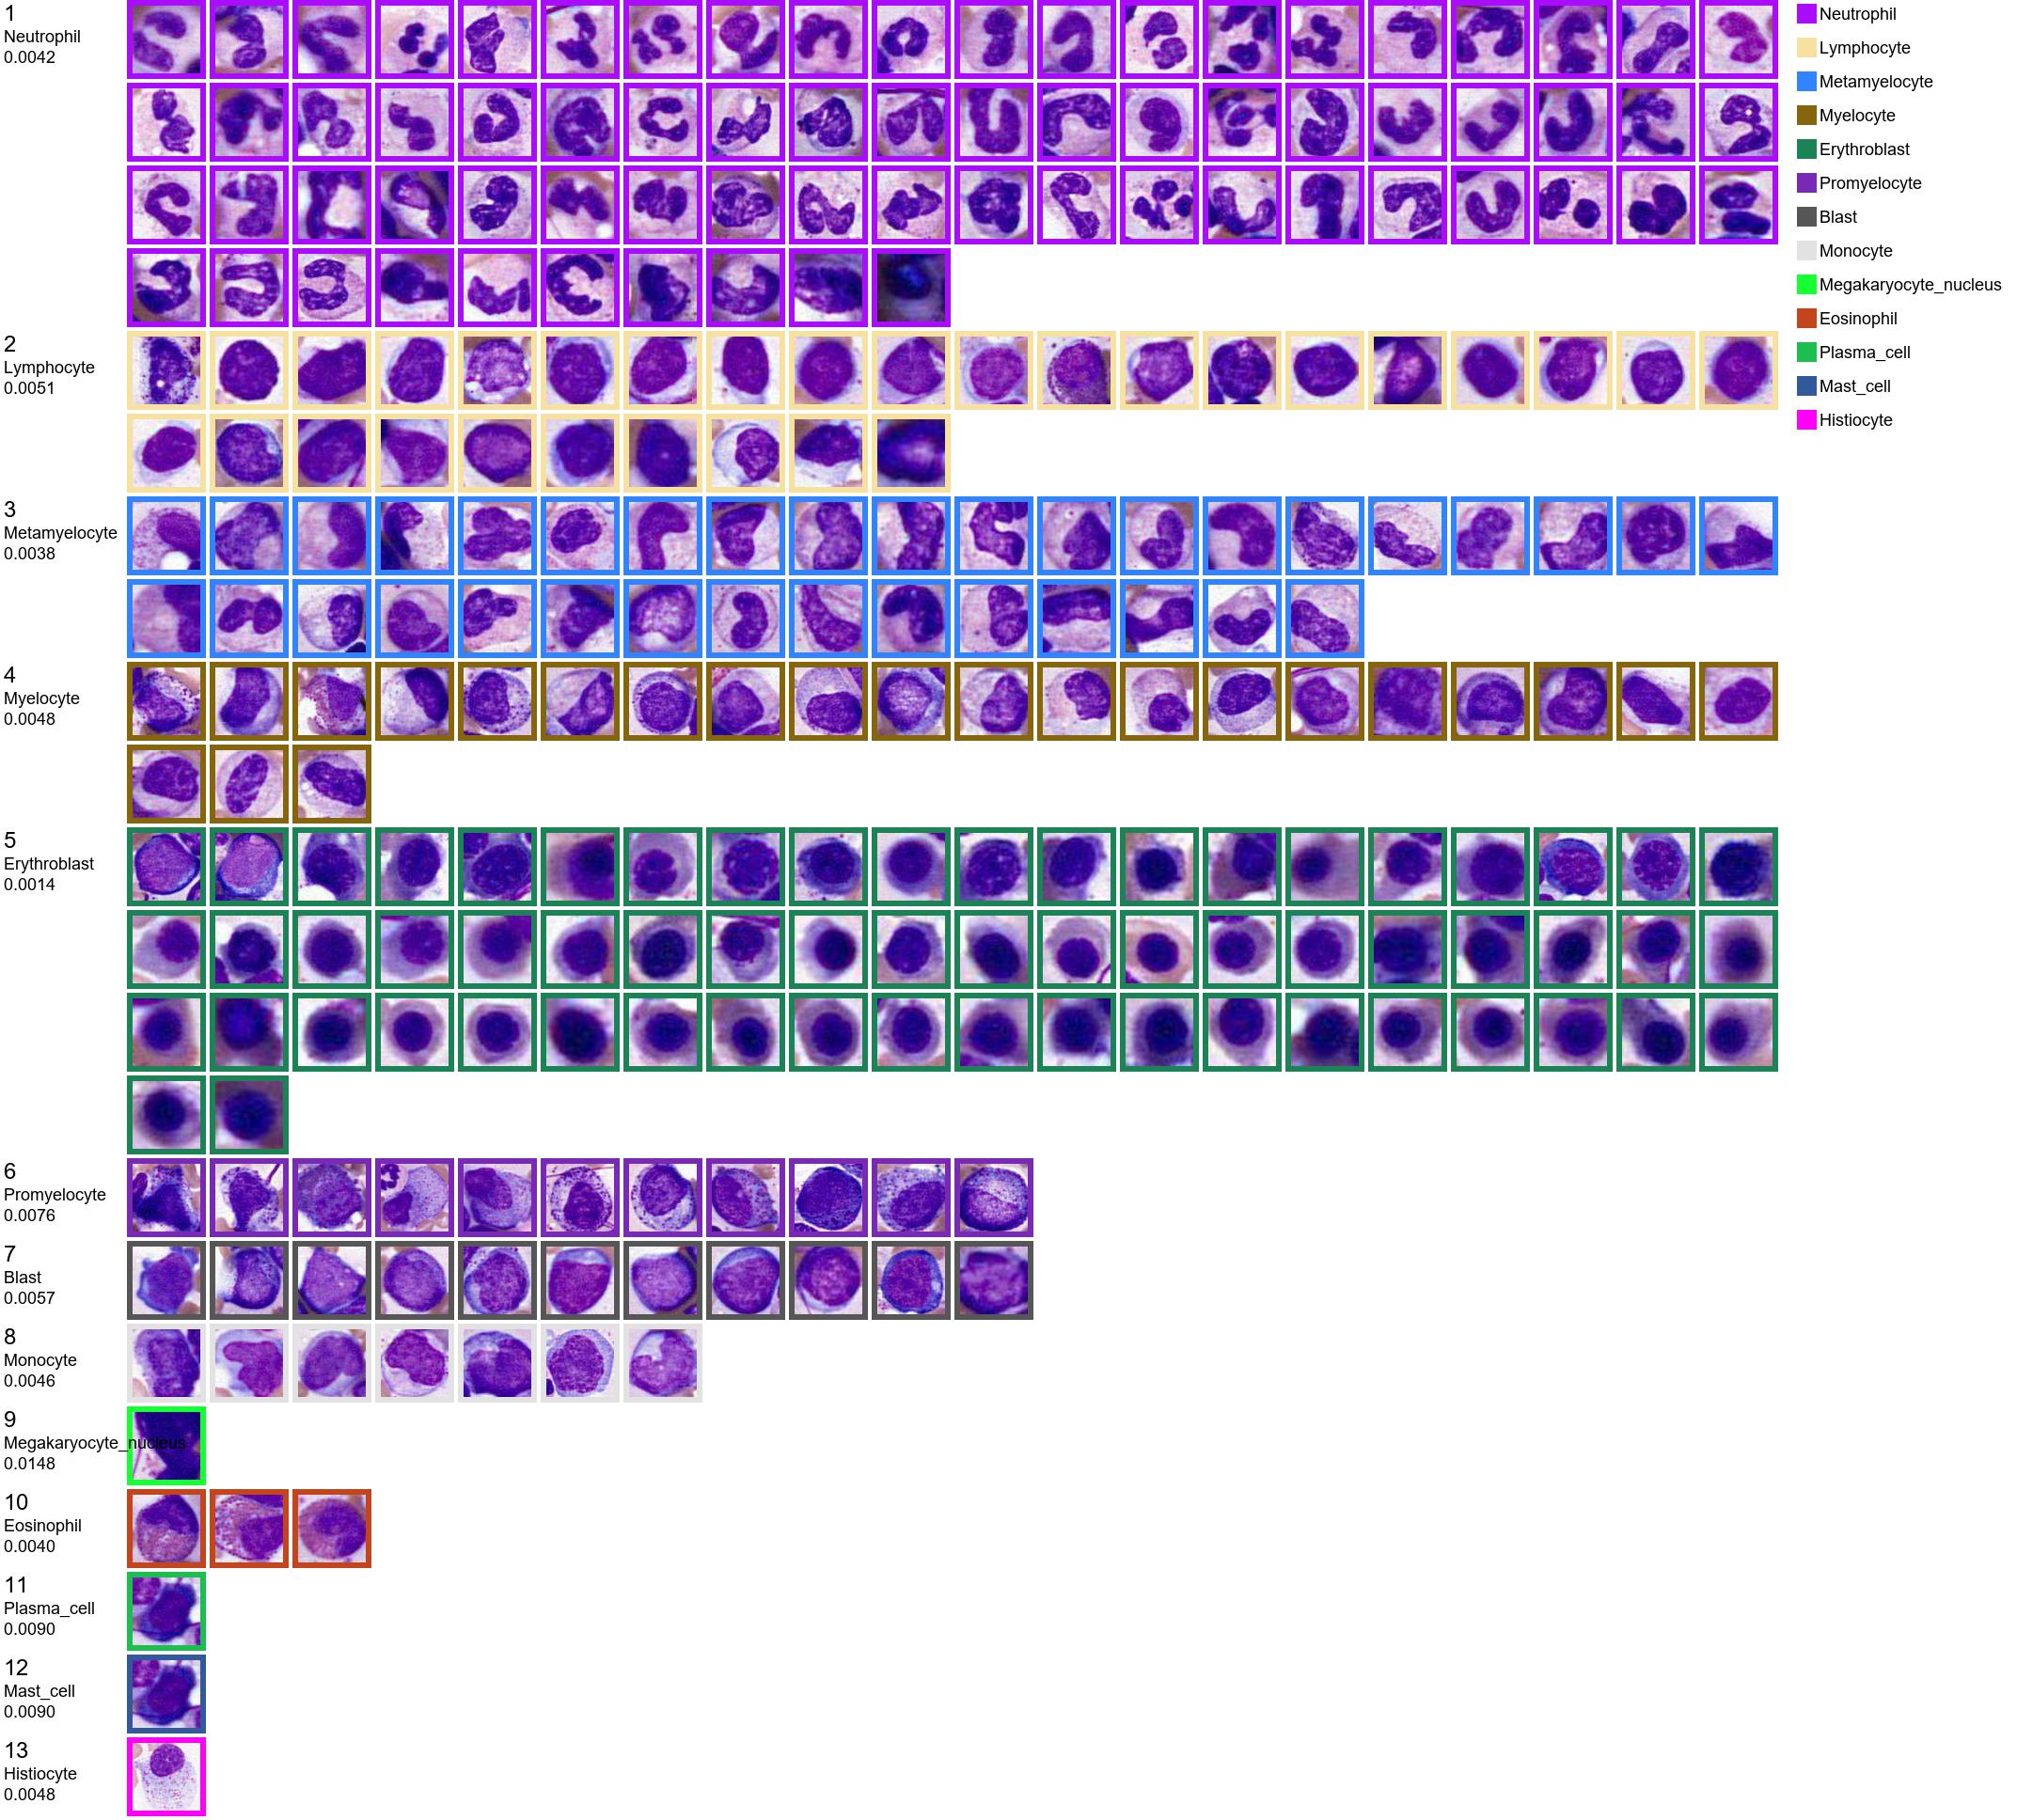 1
Neutrophil
0.0042
2
Lymphocyte
0.0051
3
Metamyelocyte
0.0038
4
Myelocyte
0.0048
5
Erythroblast
0.0014
6
Promyelocyte
0.0076
7
Blast
0.0057
8
Monocyte
0.0046
9
Megakaryocyte_nucleus
0.0148
10
Eosinophil
0.0040
11
Plasma_cell
0.0090
12
Mast_cell
0.0090
13
Histiocyte
0.0048
Neutrophil
Lymphocyte
Metamyelocyte
Myelocyte
Erythroblast
Promyelocyte
Blast
Monocyte
Megakaryocyte_nucleus
Eosinophil
Plasma_cell
Mast_cell
Histiocyte